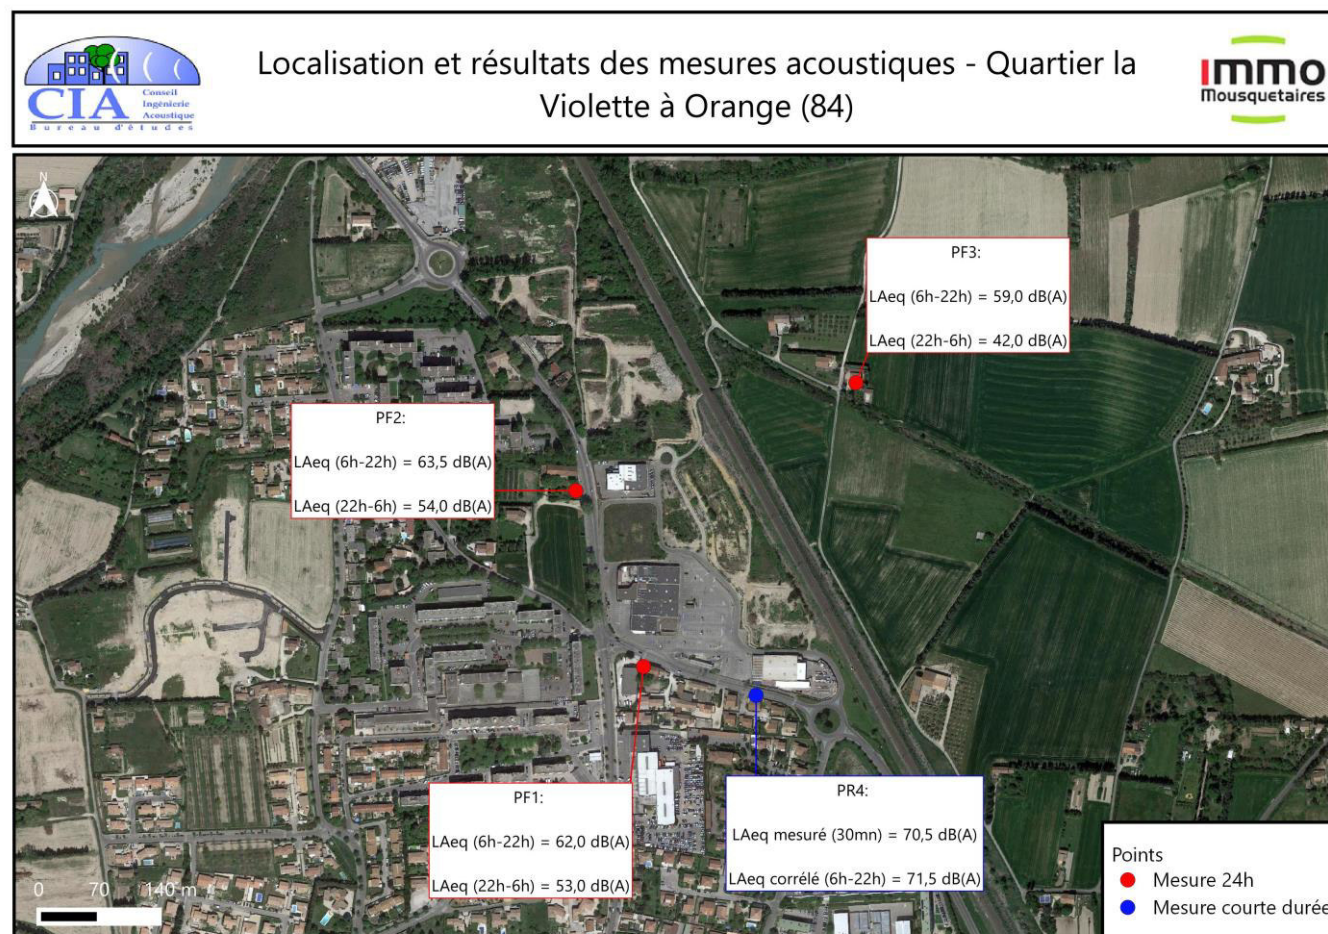 CIA
Conseil
Ingénierie
Acoustique
Bureau d'études
Localisation et résultats des mesures acoustiques - Quartier la
Violette à Orange (84)
Immo
Mousquetaires
N
PF3:
LAeq (6h-22h) = 59,0 dB(A)
LAeq (22h-6h) = 42,0 dB(A)
PF2:
LAeq (6h-22h) = 63,5 dB(A)
LAeq (22h-6h) = 54,0 dB(A)
PF1:
LAeq (6h-22h) = 62,0 dB(A)
LAeq (22h-6h) = 53,0 dB(A)
PR4:
LAeq mesuré (30mn) = 70,5 dB(A)
LAeq corrélé (6h-22h) = 71,5 dB(A)
0 70 140 m
Points
Mesure 24h
Mesure courte durée